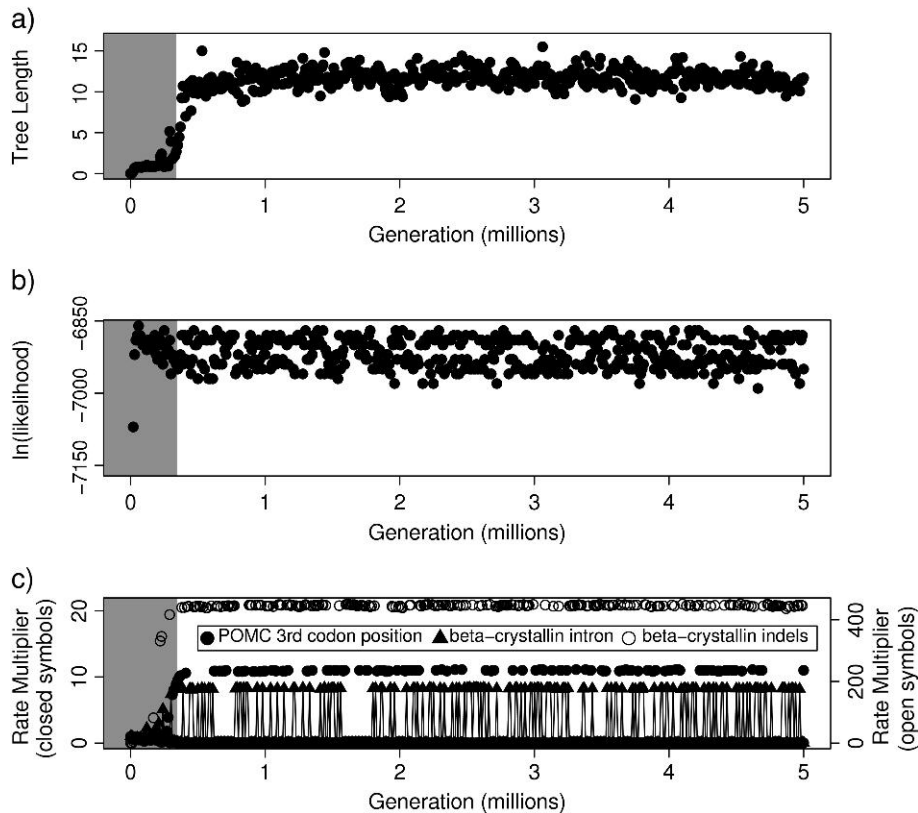 a)
Tree Length
15
10
5
0
0 1 2 3 4 5
Generation (millions)
b)
ln(likelihood)
-6850
-7000
-7150
0 1 2 3 4 5
Generation (millions)
c)
Rate Multiplier
(closed symbols)
20
10
0
POMC 3rd codon position beta-crystallin intron beta-crystallin indels
400
200
0
Rate Multiplier
(open symbols)
0 1 2 3 4 5
Generation (millions)